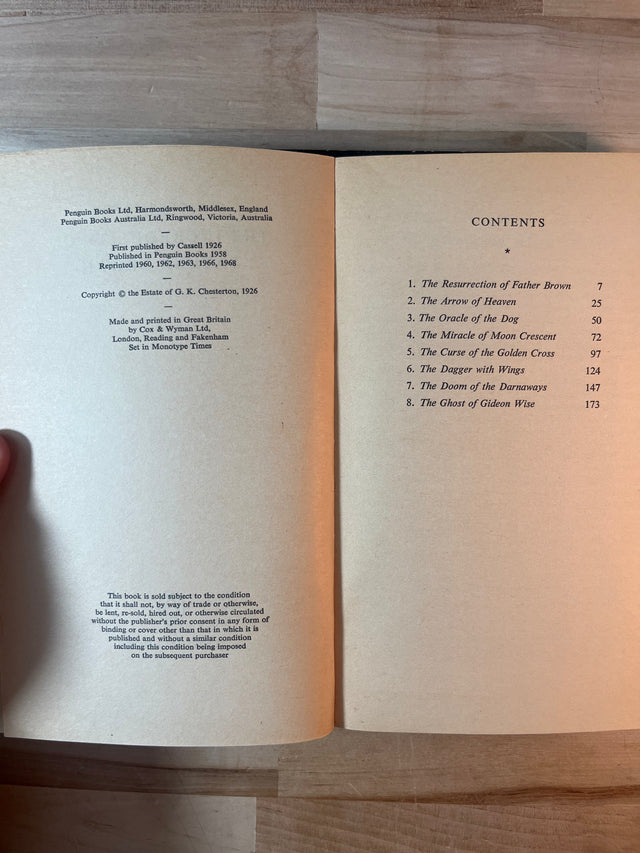 Penguin Books Ltd, Harmondsworth, Middlesex, England
Penguin Books Australia Ltd, Ringwood, Victoria, Australia
—
First published by Cassell 1926
Published in Penguin Books 1958
Reprinted 1960, 1962, 1963, 1966, 1968
—
Copyright © the Estate of G. K. Chesterton, 1926
—
Made and printed in Great Britain
by Cox & Wyman Ltd,
London, Reading and Fakenham
Set in Monotype Times
This book is sold subject to the condition
that it shall not, by way of trade or otherwise,
be lent, re-sold, hired out, or otherwise circulated
without the publisher's prior consent in any form of
binding or cover other than that in which it is
published and without a similar condition
including this condition being imposed
on the subsequent purchaser
CONTENTS
*
1. The Resurrection of Father Brown 7
2. The Arrow of Heaven 25
3. The Oracle of the Dog 50
4. The Miracle of Moon Crescent 72
5. The Curse of the Golden Cross 97
6. The Dagger with Wings 124
7. The Doom of the Darnaways 147
8. The Ghost of Gideon Wise 173